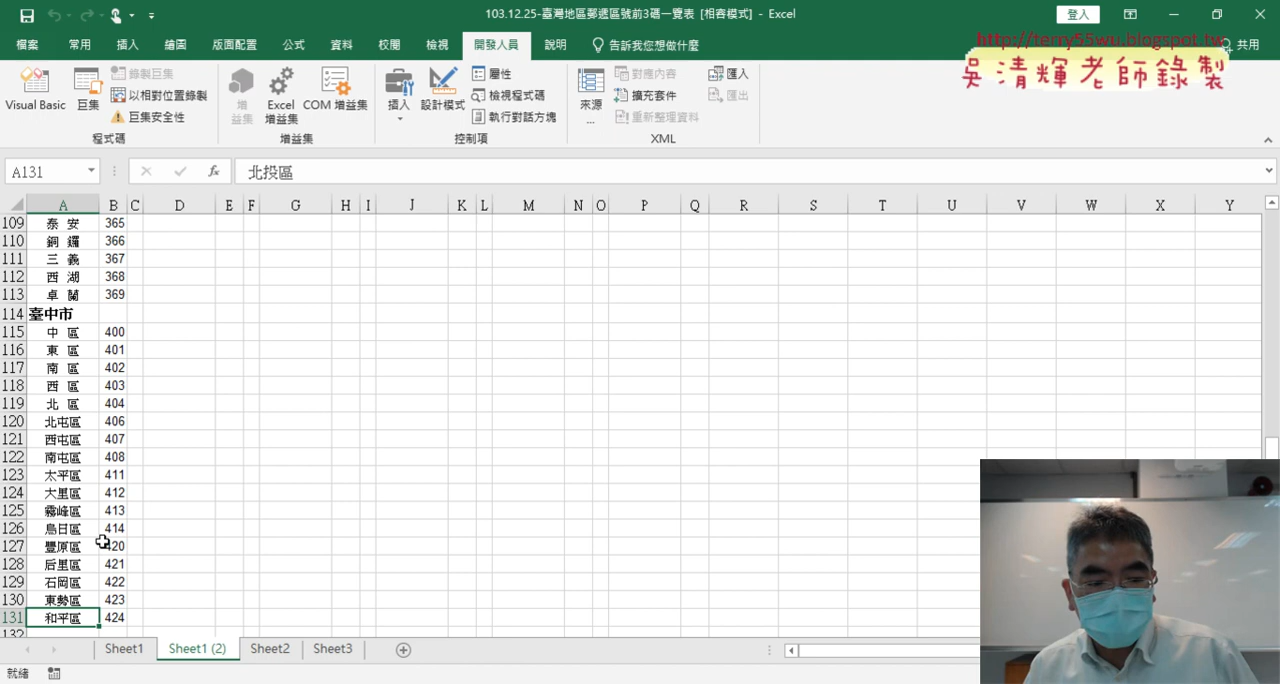 103.12.25-臺灣地區郵遞區號前3碼一覽表 [相容模式] - Excel
登入
檔案 常用 插入 繪圖 版面配置 公式 資料 校閱 檢視 開發人員 說明 告訴我您想做什麼 共用
http://terry55wu.blogspot.tw
吳清輝老師錄製
Visual Basic 巨集 錄製巨集 以相對位置錄製 巨集安全性
程式碼
增益集 Excel 增益集 COM 增益集
增益集
插入 設計模式 屬性 檢視程式碼 執行對話方塊
控制項
來源... 對應內容 擴充套件 重新整理資料 匯入 匯出
XML
A131 fx 北投區
A B C D E F G H I J K L M N O P Q R S T U V W X Y
109 泰 安 365
110 銅 鑼 366
111 三 義 367
112 西 湖 368
113 卓 蘭 369
114 臺中市
115 中 區 400
116 東 區 401
117 南 區 402
118 西 區 403
119 北 區 404
120 北屯區 406
121 西屯區 407
122 南屯區 408
123 太平區 411
124 大里區 412
125 霧峰區 413
126 烏日區 414
127 豐原區 420
128 后里區 421
129 石岡區 422
130 東勢區 423
131 和平區 424
132
Sheet1 Sheet1 (2) Sheet2 Sheet3
就緒